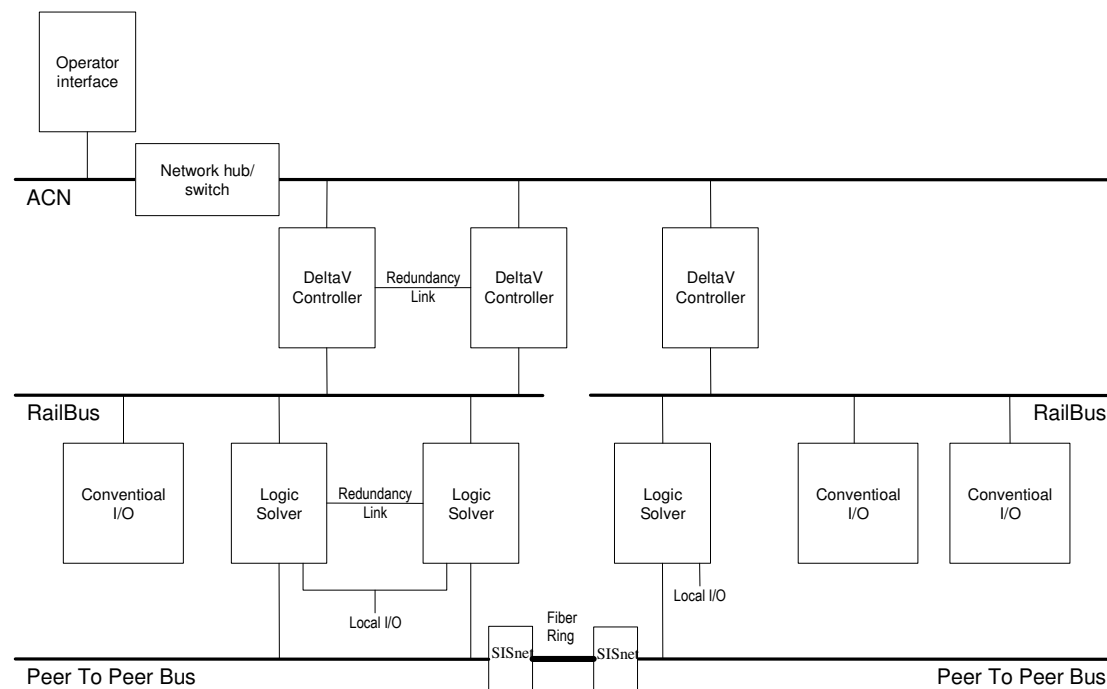 Operator
interface
Network hub/
switch
ACN
DeltaV
Controller
Redundancy
Link
DeltaV
Controller
DeltaV
Controller
RailBus
RailBus
Conventioal
I/O
Logic
Solver
Redundancy
Link
Logic
Solver
Logic
Solver
Conventioal
I/O
Conventioal
I/O
Local I/O
Local I/O
Fiber
Ring
SISnet
SISnet
Peer To Peer Bus
Peer To Peer Bus